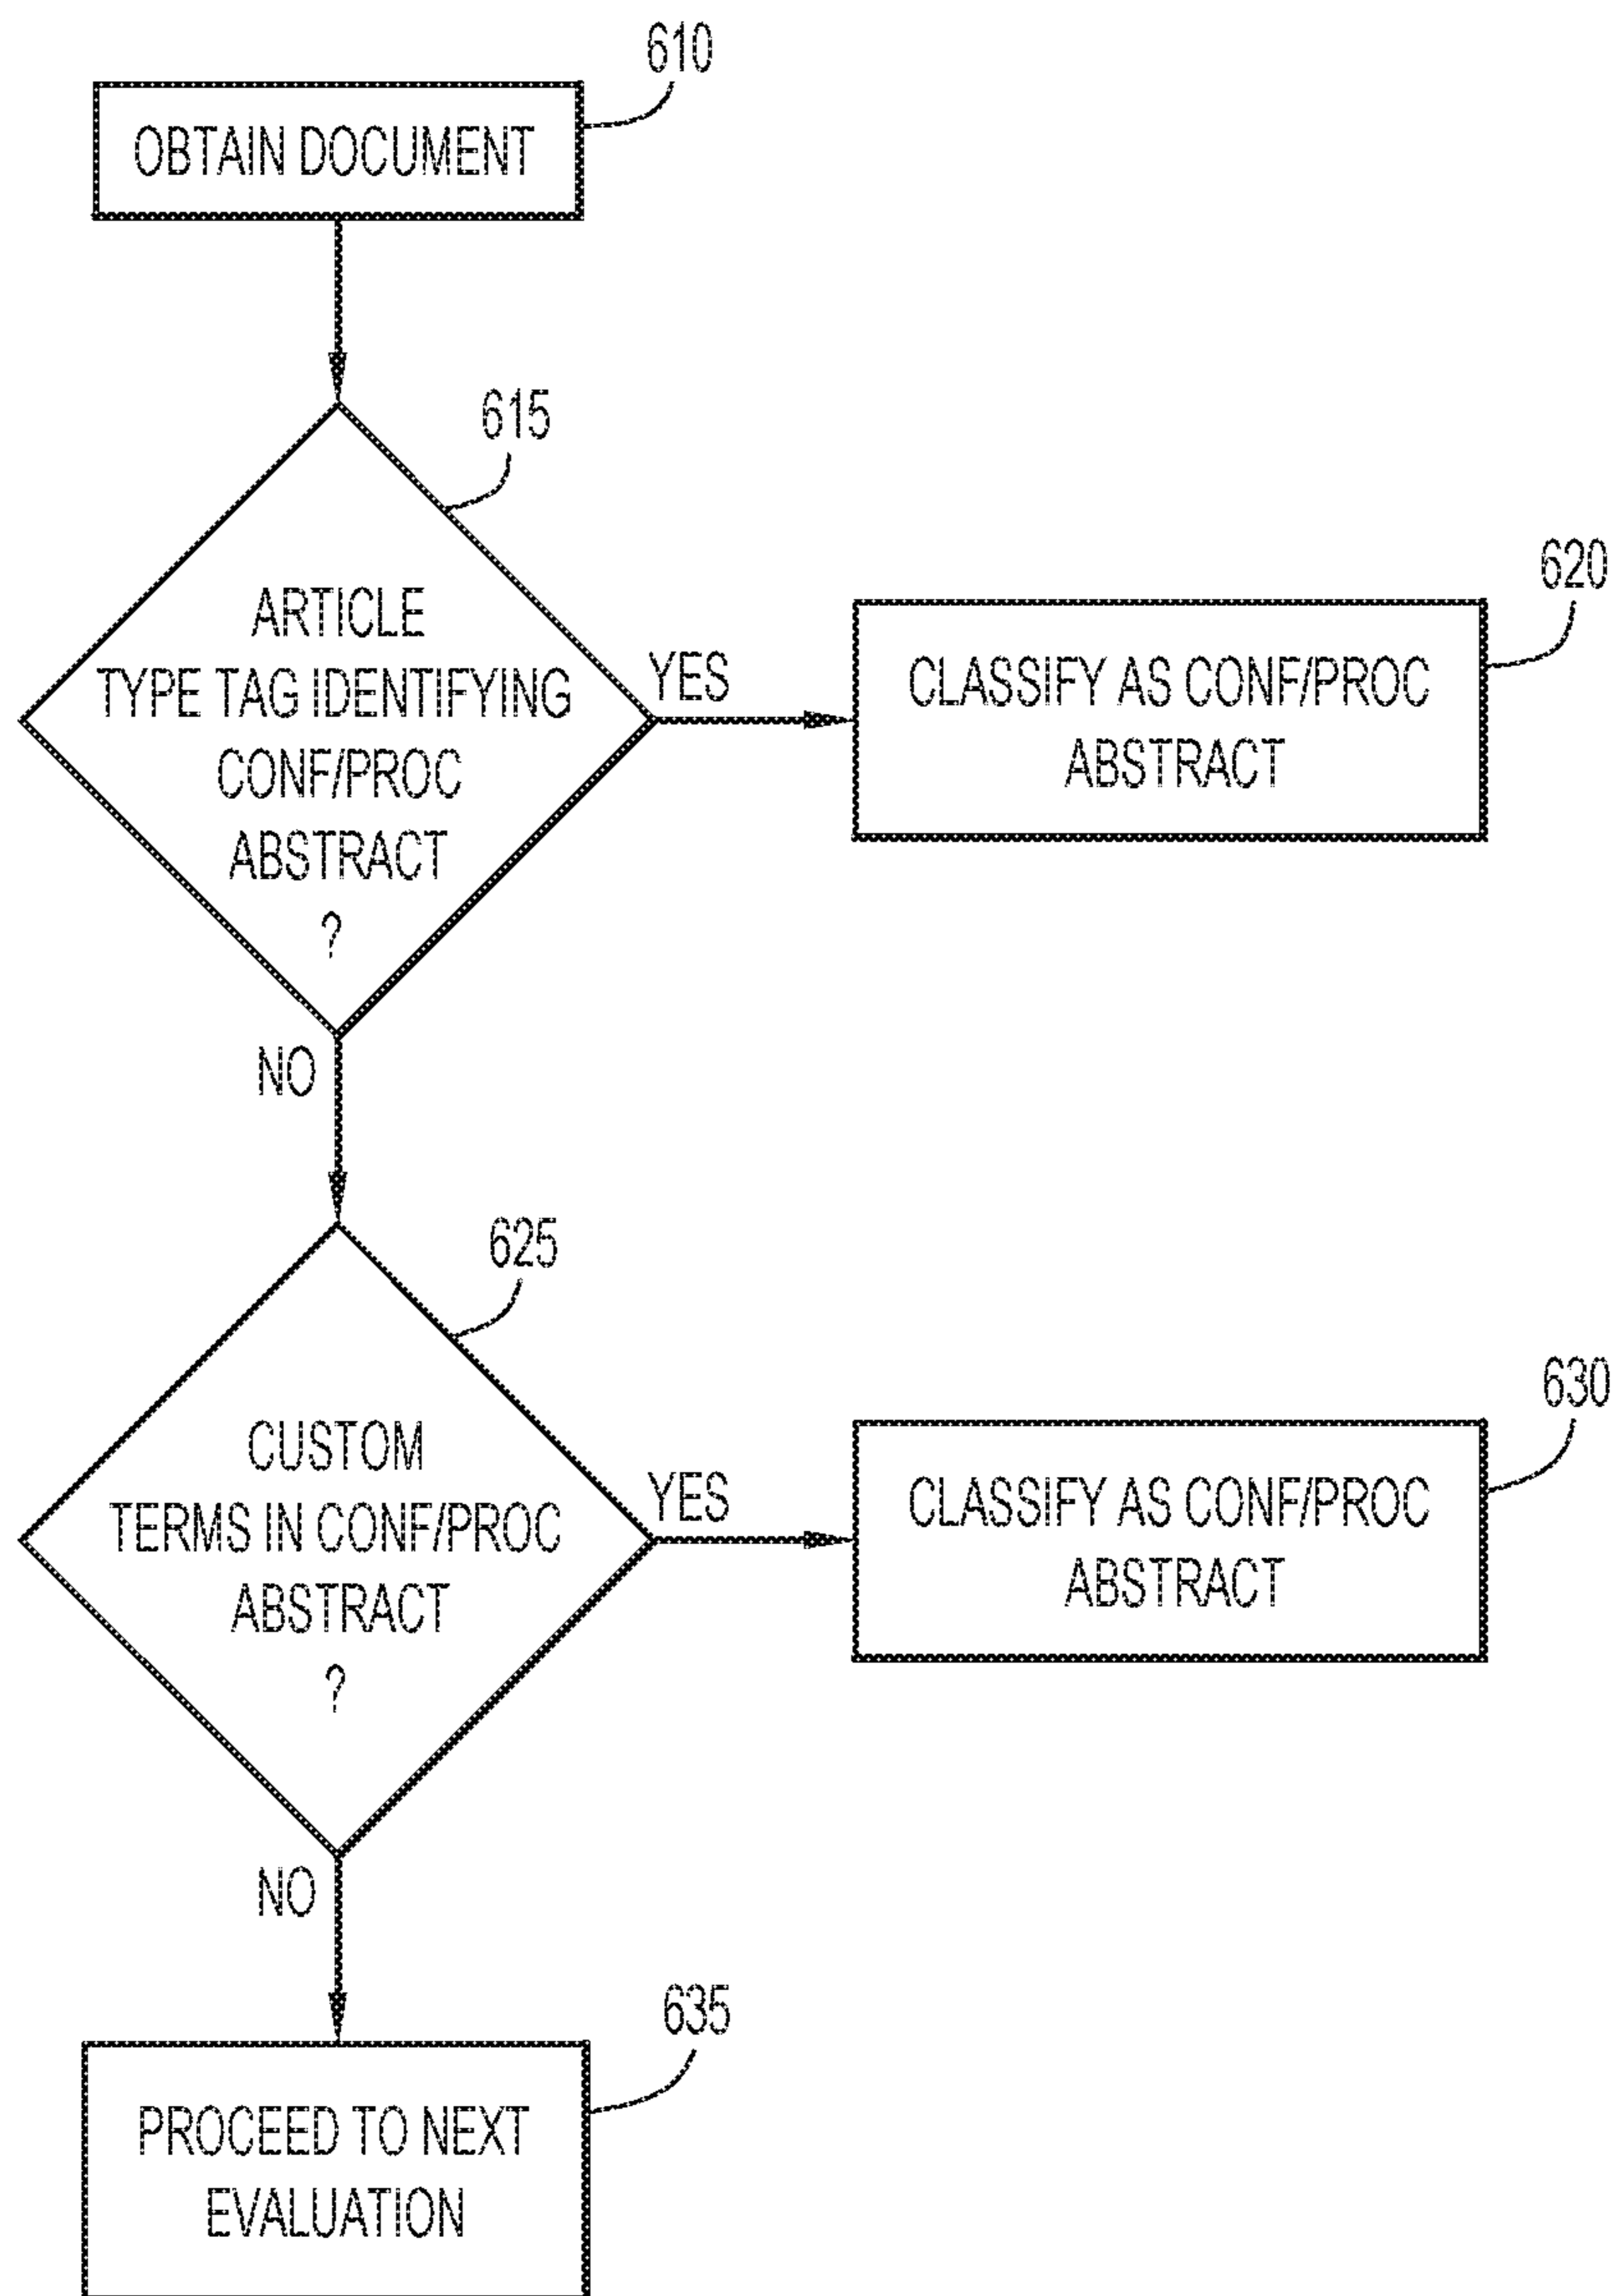 610
OBTAIN DOCUMENT
615
ARTICLE
TYPE TAG IDENTIFYING
CONF/PROC
ABSTRACT
?
YES
620
CLASSIFY AS CONF/PROC
ABSTRACT
NO
625
CUSTOM
TERMS IN CONF/PROC
ABSTRACT
?
YES
630
CLASSIFY AS CONF/PROC
ABSTRACT
NO
635
PROCEED TO NEXT
EVALUATION